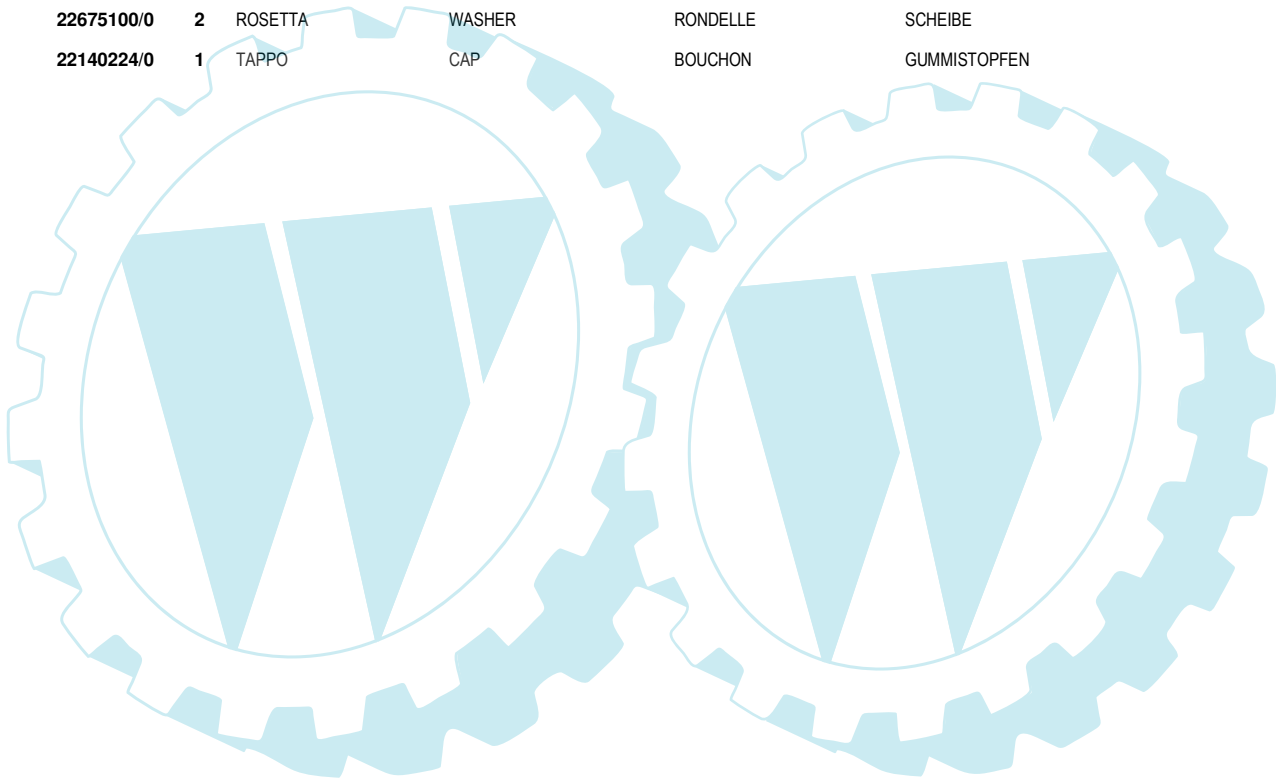 22675100/0 2 ROSETTA WASHER RONDELLE SCHEIBE
22140224/0 1 TAPPO CAP BOUCHON GUMMISTOPFEN